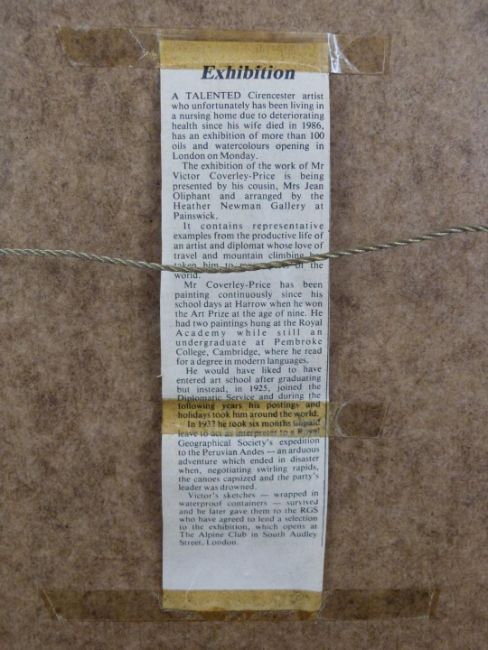 Exhibition
A TALENTED Cirencester artist
who unfortunately has been living in
a nursing home due to deteriorating
health since his wife died in 1986,
has an exhibition of more than 100
oils and watercolours opening in
London on Monday.
The exhibition of the work of Mr
Victor Coverley-Price is being
presented by his cousin, Mrs Jean
Oliphant and arranged by the
Heather Newman Gallery at
Painswick.
It contains representative
examples from the productive life of
an artist and diplomat whose love of
travel and mountain climbing
taken him to of the
world.
Mr Coverley-Price has been
painting continuously since his
school days at Harrow when he won
the Art Prize at the age of nine. He
had two paintings hung at the Royal
Academy while still an
undergraduate at Pembroke
College, Cambridge, where he read
for a degree in modern languages.
He would have liked to have
entered art school after graduating
but instead, in 1925, joined the
Diplomatic Service and during the
following years his postings and
holidays took him around the world.
In 1932 he took six months unpaid
leave to act as interpreter to a Royal
Geographical Society's expedition
to the Peruvian Andes — an arduous
adventure which ended in disaster
when, negotiating swirling rapids,
the canoes capsized and the party's
leader was drowned.
Victor's sketches — wrapped in
waterproof containers — survived
and he later gave them to the RGS
who have agreed to lend a selection
to the exhibition, which opens at
The Alpine Club in South Audley
Street, London.